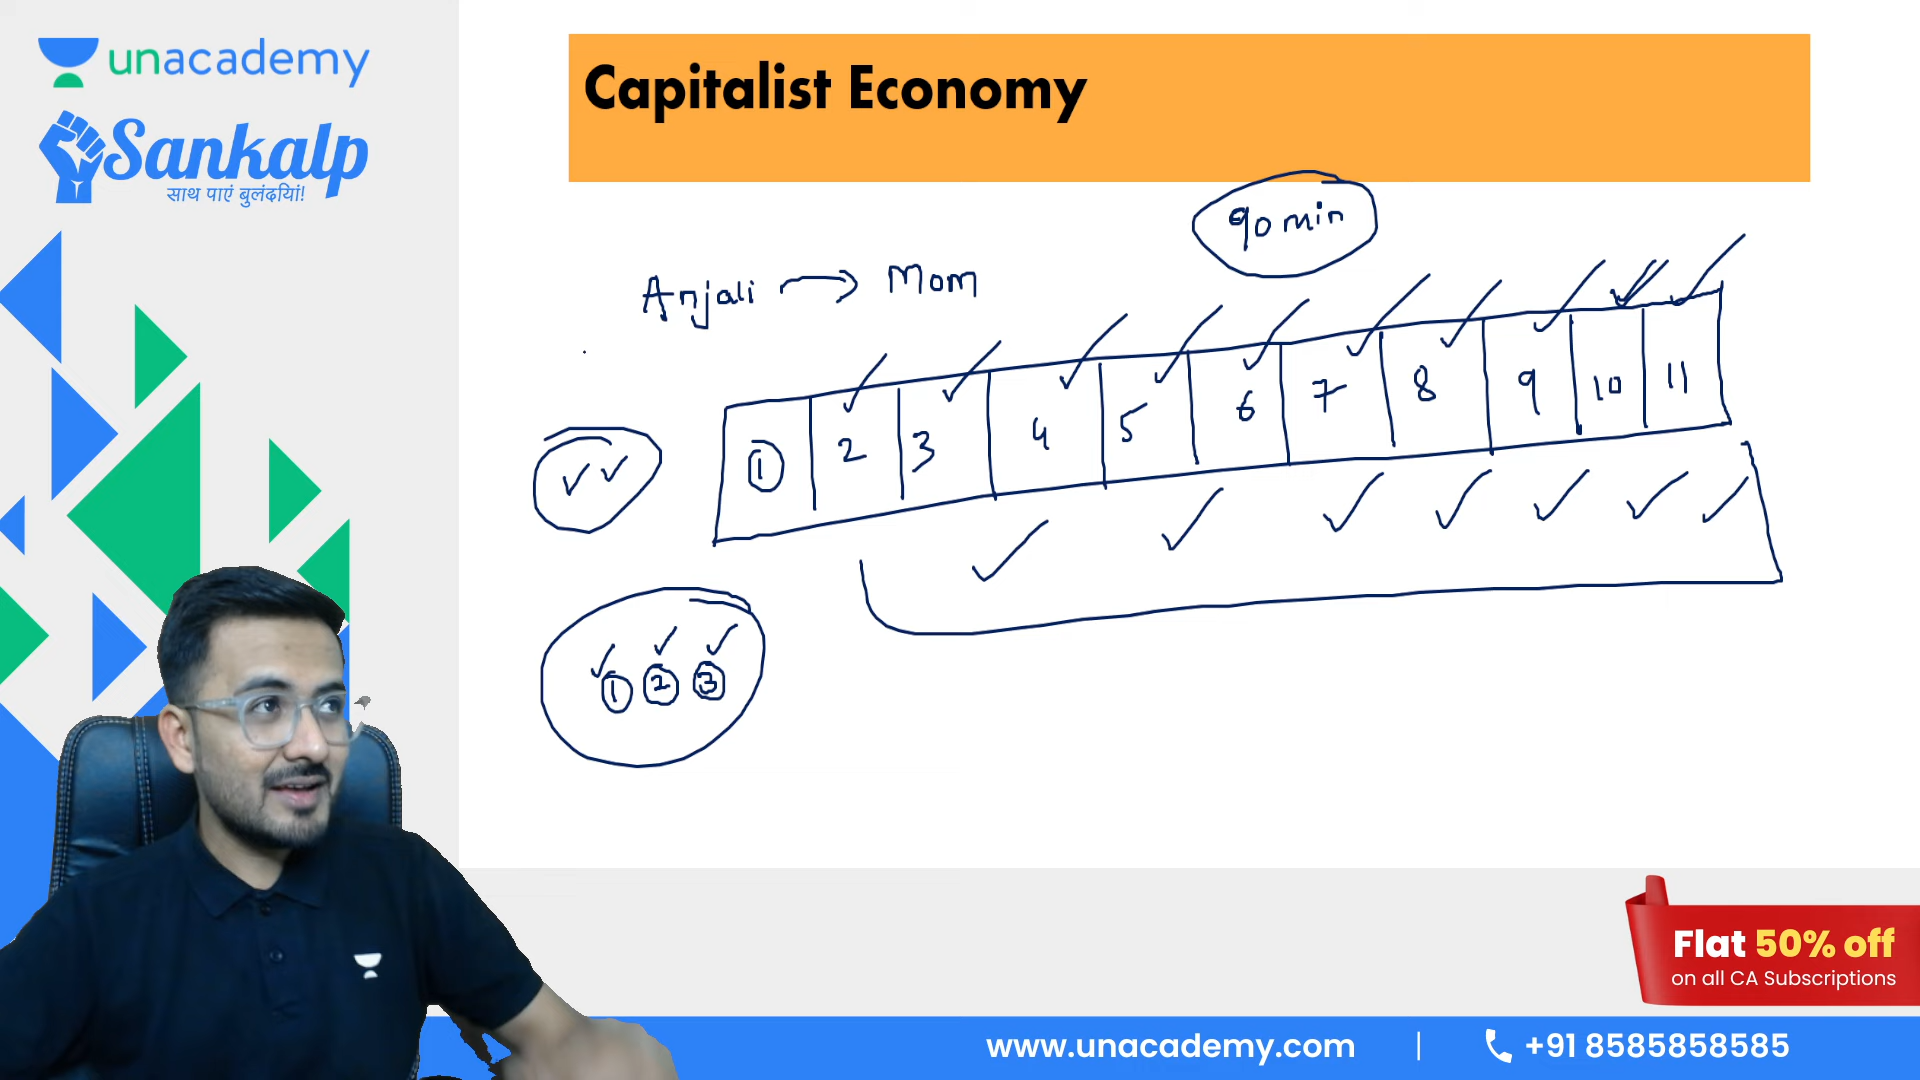 unacademy
Sankalp
साथ पाएं बुलंदियां!
Capitalist Economy
90 min
Anjali → Mom
1 2 3 4 5 6 7 8 9 10 11
1 2 3
Flat 50% off
on all CA Subscriptions
www.unacademy.com | +91 8585858585